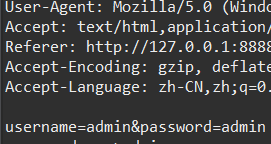 User-Agent: Mozilla/5.0 (Windo
Accept: text/html,application/
Referer: http://127.0.0.1:8888
Accept-Encoding: gzip, deflate
Accept-Language: zh-CN,zh;q=0.
username=admin&password=admin